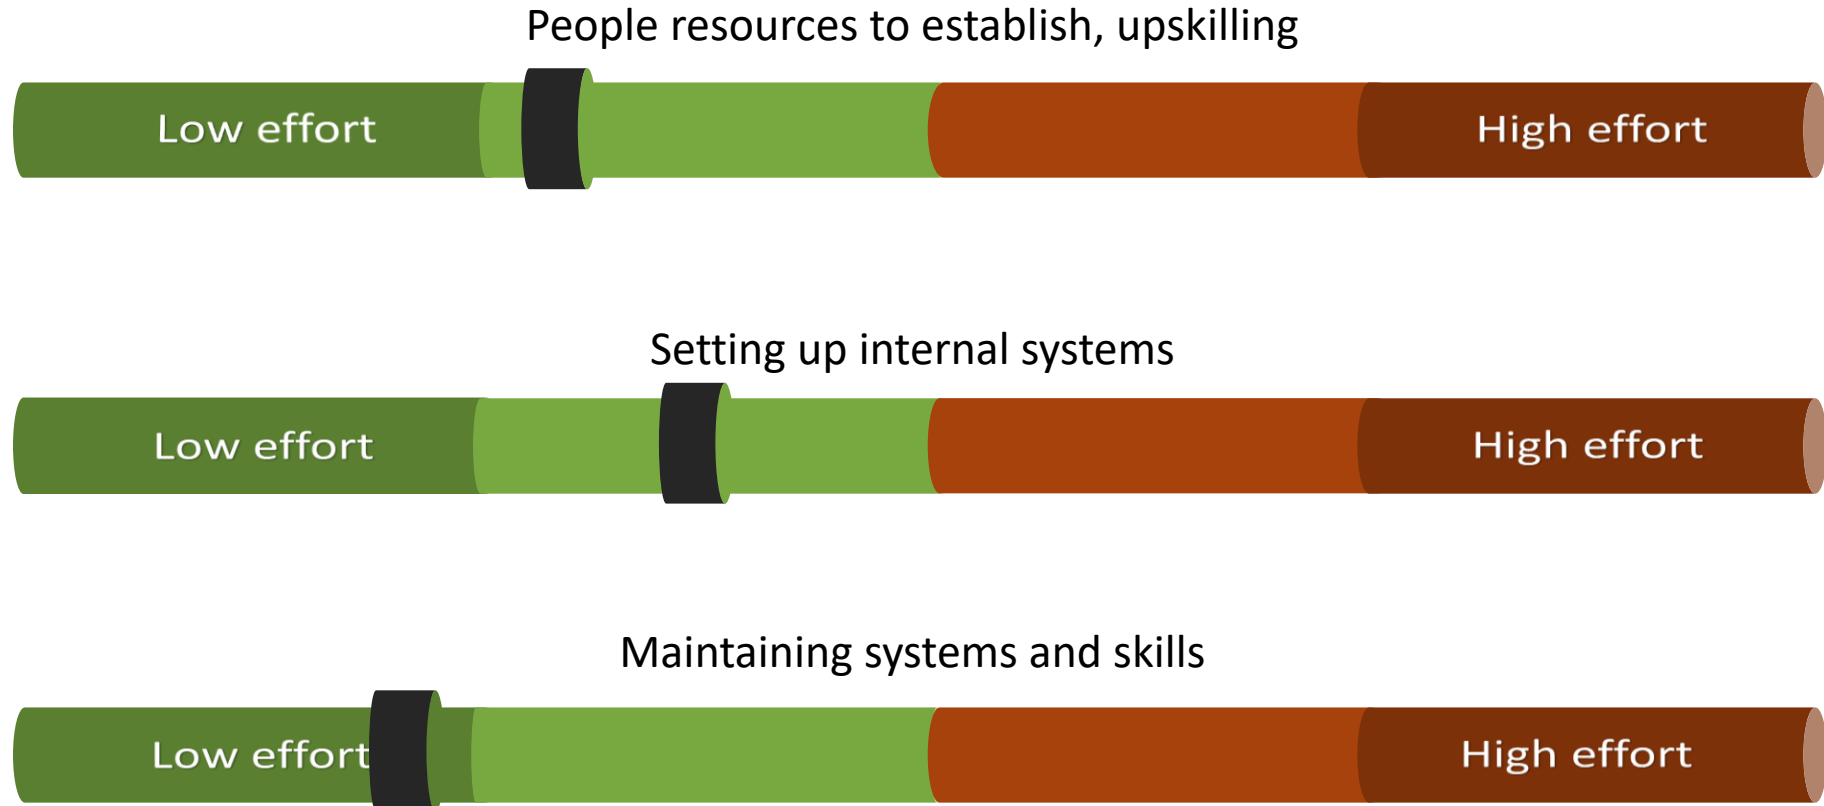 People resources to establish, upskilling
Low effort High effort
Setting up internal systems
Low effort High effort
Maintaining systems and skills
Low effort High effort